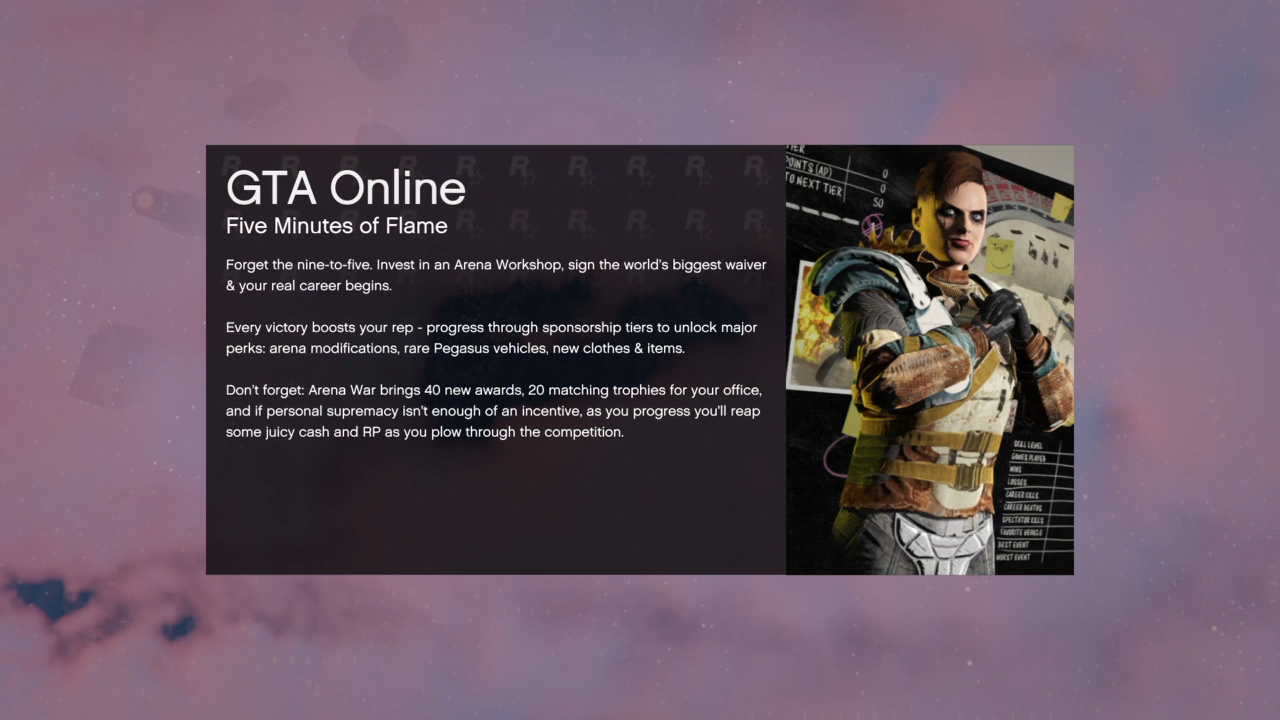 GTA Online
Five Minutes of Flame
Forget the nine-to-five. Invest in an Arena Workshop, sign the world's biggest waiver
& your real career begins.
Every victory boosts your rep - progress through sponsorship tiers to unlock major
perks: arena modifications, rare Pegasus vehicles, new clothes & items.
Don't forget: Arena War brings 40 new awards, 20 matching trophies for your office,
and if personal supremacy isn't enough of an incentive, as you progress you'll reap
some juicy cash and RP as you plow through the competition.
TIER
POINTS (AP) 0
TO NEXT TIER 0
50
SKILL LEVEL
GAMES PLAYED
WINS
LOSSES
CAREER KILLS
CAREER DEATHS
SPECTATOR KILLS
FAVORITE VEHICLE
BEST EVENT
WORST EVENT